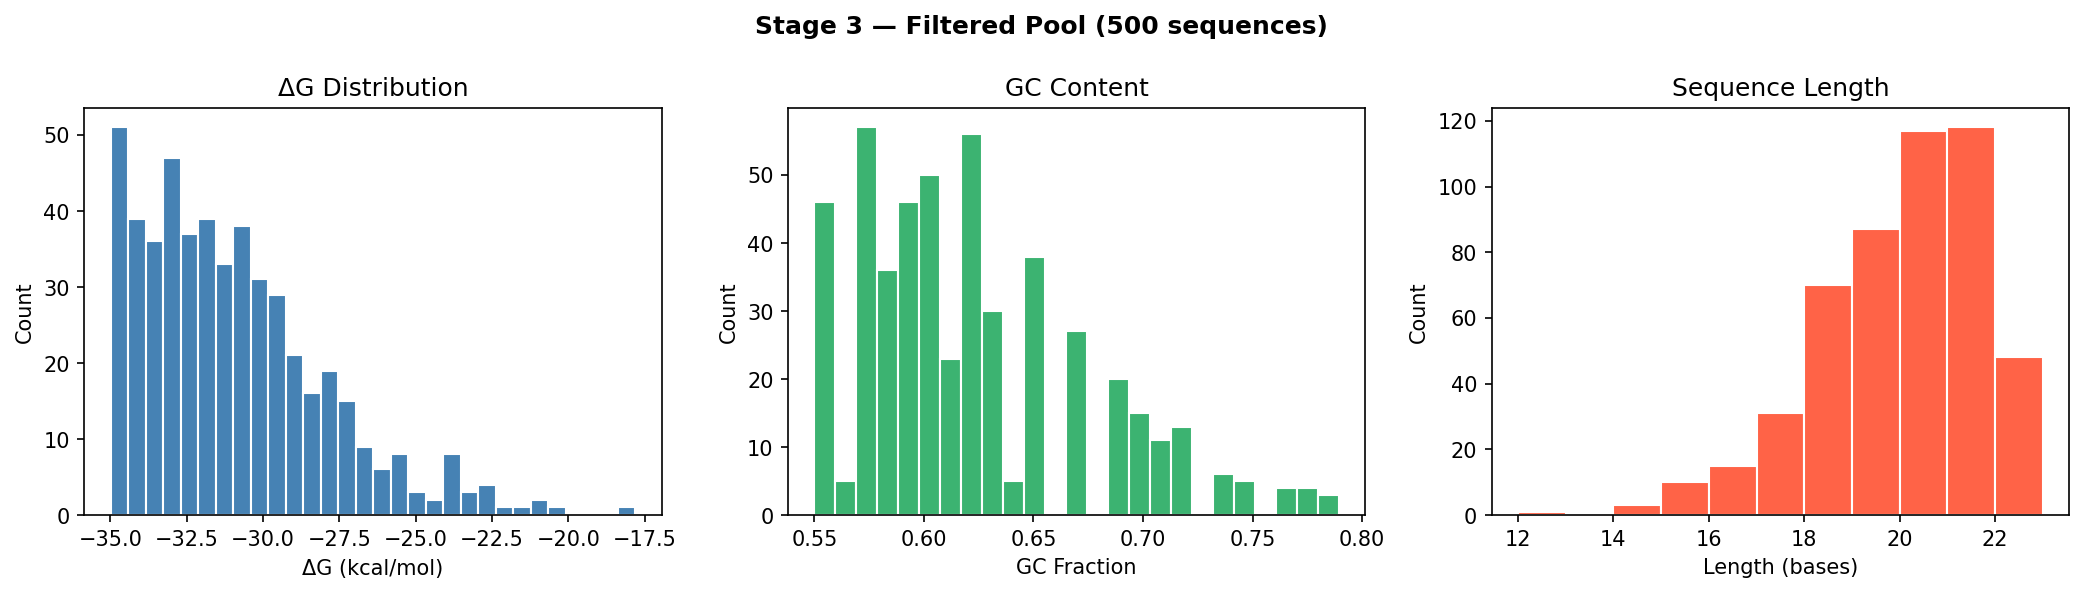 Stage 3 — Filtered Pool (500 sequences)
ΔG Distribution
50
40
30
20
10
0
Count
−35.0 −32.5 −30.0 −27.5 −25.0 −22.5 −20.0 −17.5
ΔG (kcal/mol)
GC Content
50
40
30
20
10
0
Count
0.55 0.60 0.65 0.70 0.75 0.80
GC Fraction
Sequence Length
120
100
80
60
40
20
0
Count
12 14 16 18 20 22
Length (bases)